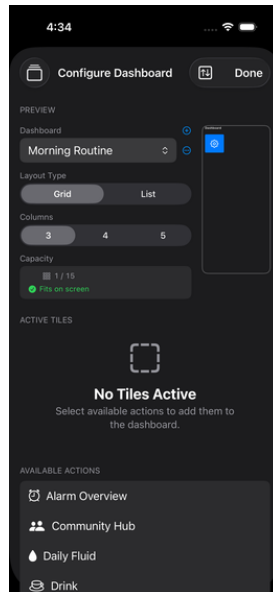 4:34
Configure Dashboard
Done
PREVIEW
Dashboard
Morning Routine
Layout Type
Grid
List
Columns
3
4
5
Capacity
1 / 15
Fits on screen
Dashboard
ACTIVE TILES
No Tiles Active
Select available actions to add them to
the dashboard.
AVAILABLE ACTIONS
Alarm Overview
Community Hub
Daily Fluid
Drink